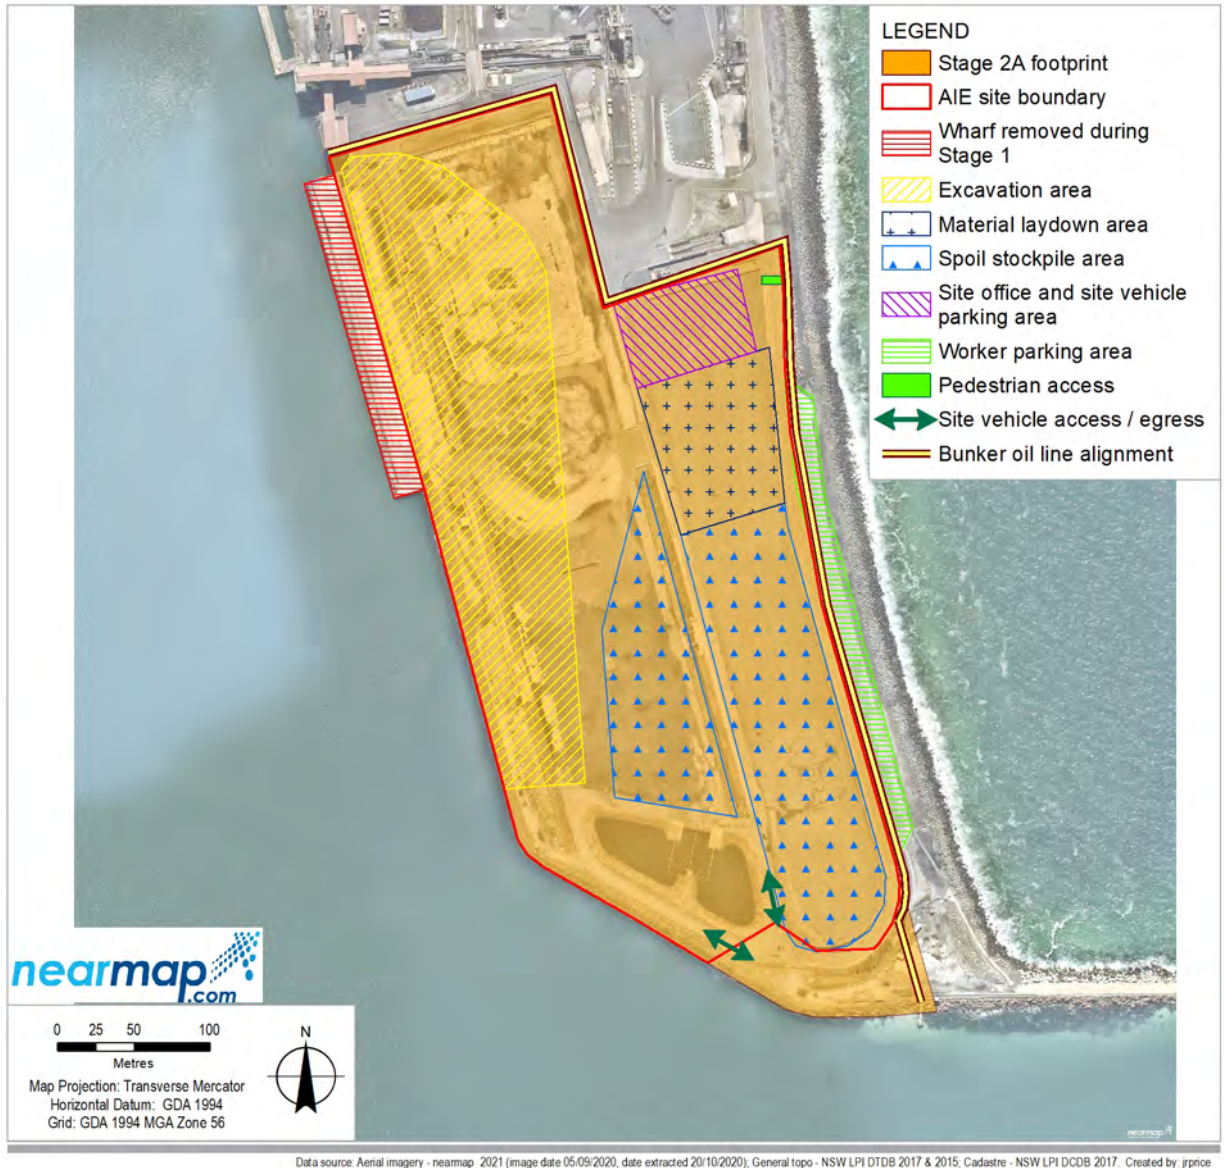 LEGEND
Stage 2A footprint
AIE site boundary
Wharf removed during
Stage 1
Excavation area
Material laydown area
Spoil stockpile area
Site office and site vehicle
parking area
Worker parking area
Pedestrian access
Site vehicle access / egress
Bunker oil line alignment
nearmap
.com
0 25 50 100
Metres
N
Map Projection: Transverse Mercator
Horizontal Datum: GDA 1994
Grid: GDA 1994 MGA Zone 56
nearmap
Data source: Aerial imagery - nearmap 2021 (image date 05/09/2020, date extracted 20/10/2020); General topo - NSW LPI DTDB 2017 & 2015; Cadastre - NSW LPI DCDB 2017. Created by: jrprice